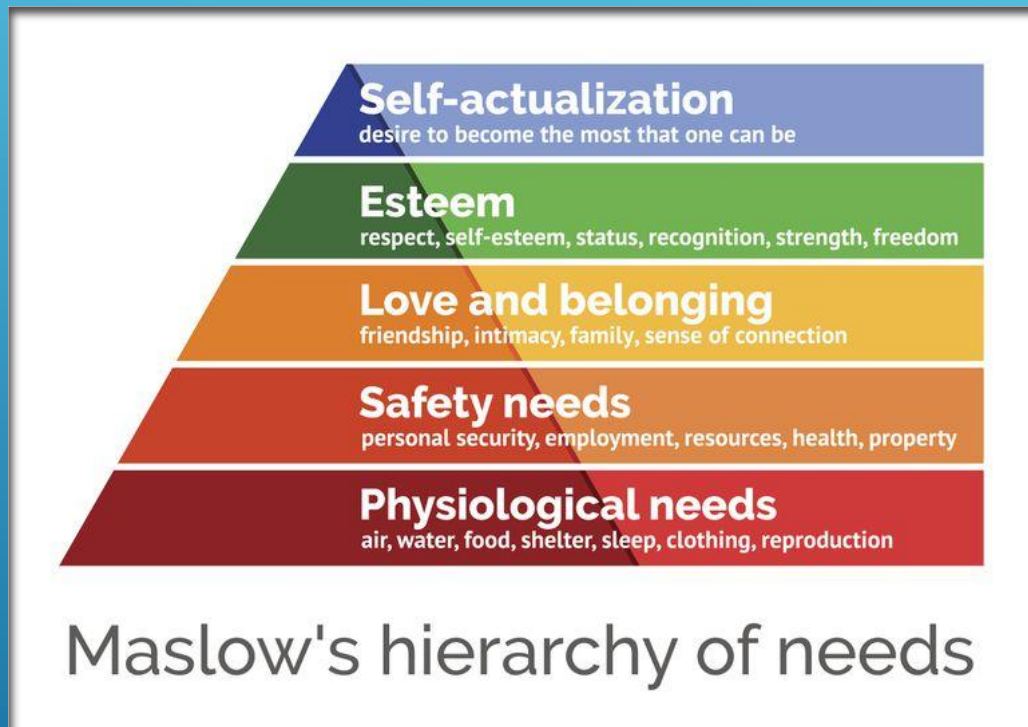 Self-actualization
desire to become the most that one can be
Esteem
respect, self-esteem, status, recognition, strength, freedom
Love and belonging
friendship, intimacy, family, sense of connection
Safety needs
personal security, employment, resources, health, property
Physiological needs
air, water, food, shelter, sleep, clothing, reproduction
Maslow's hierarchy of needs